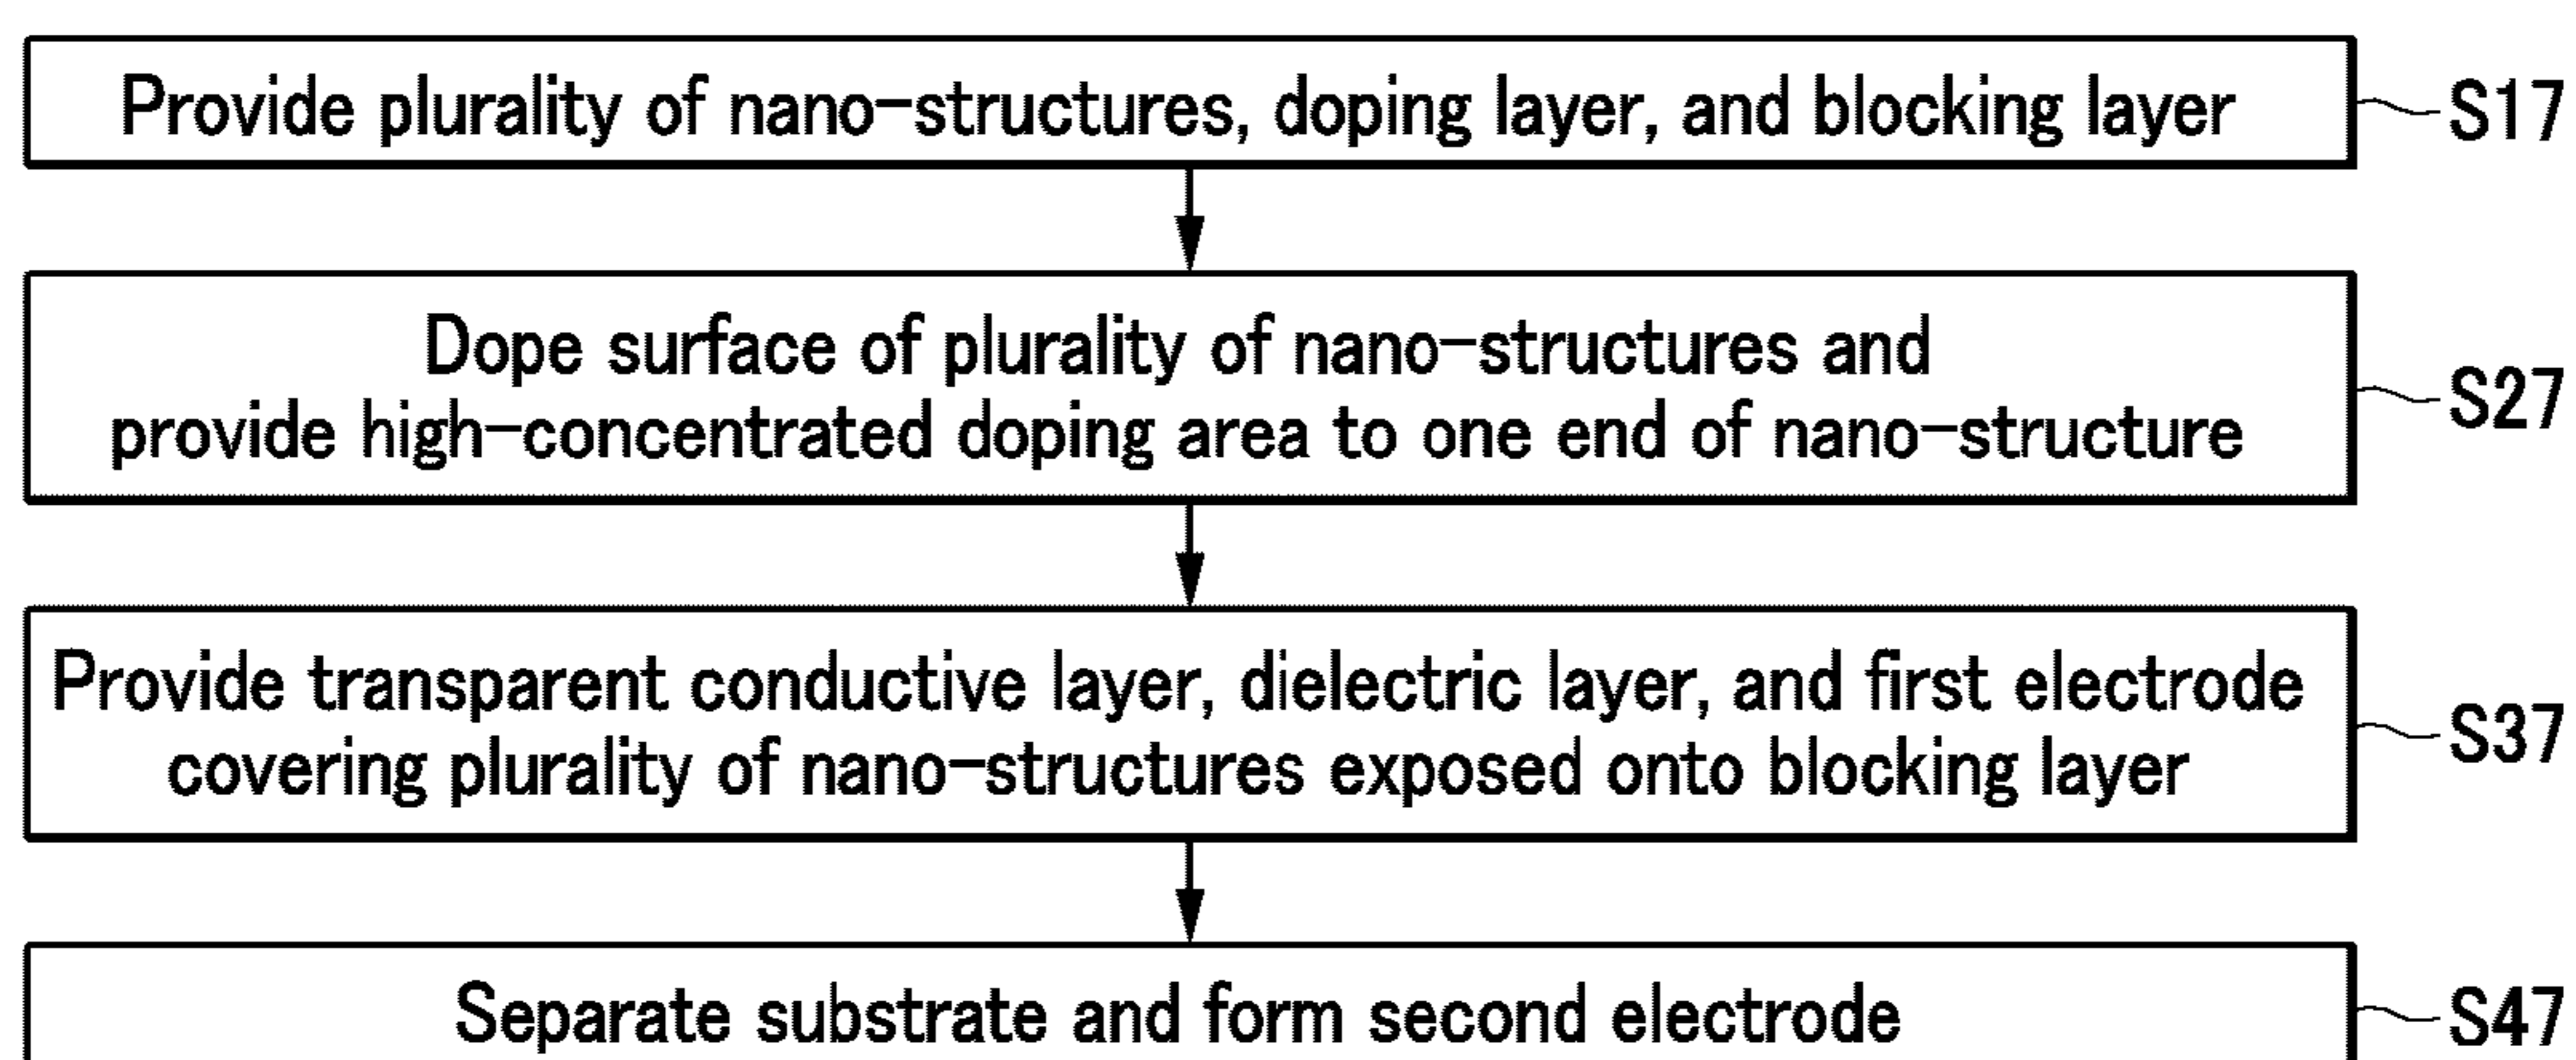 Provide plurality of nano-structures, doping layer, and blocking layer
S17
Dope surface of plurality of nano-structures and
provide high-concentrated doping area to one end of nano-structure
S27
Provide transparent conductive layer, dielectric layer, and first electrode
covering plurality of nano-structures exposed onto blocking layer
S37
Separate substrate and form second electrode
S47